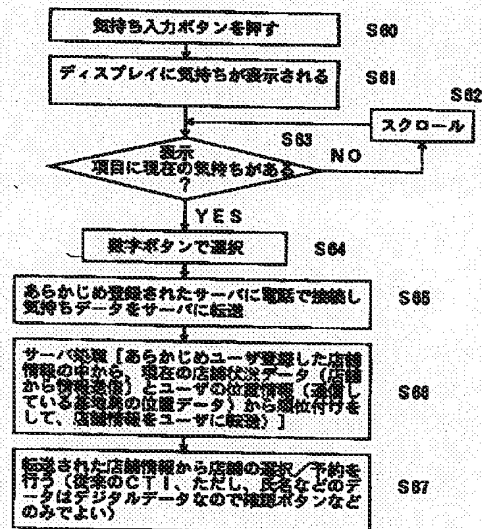 気持ち入力ボタンを押す
S60
ディスプレイに気持ちが表示される
S61
S62
スクロール
S63
表示
項目に現在の気持ちがある
?
NO
YES
数字ボタンで選択
S64
あらかじめ登録されたサーバに電話で接続し
気持ちデータをサーバに転送
S65
サーバ処理[あらかじめユーザ登録した店舗
情報の中から、現在の店舗状況データ(店舗
から情報送信)とユーザの位置情報(通信し
ている基地局の位置データ)から順位付けを
して、店舗情報をユーザに転送)]
S66
転送された店舗情報から店舗の選択/予約を
行う(従来のCTI、ただし、氏名などのデ
ータはデジタルデータなので確認ボタンなど
のみでよい)
S67